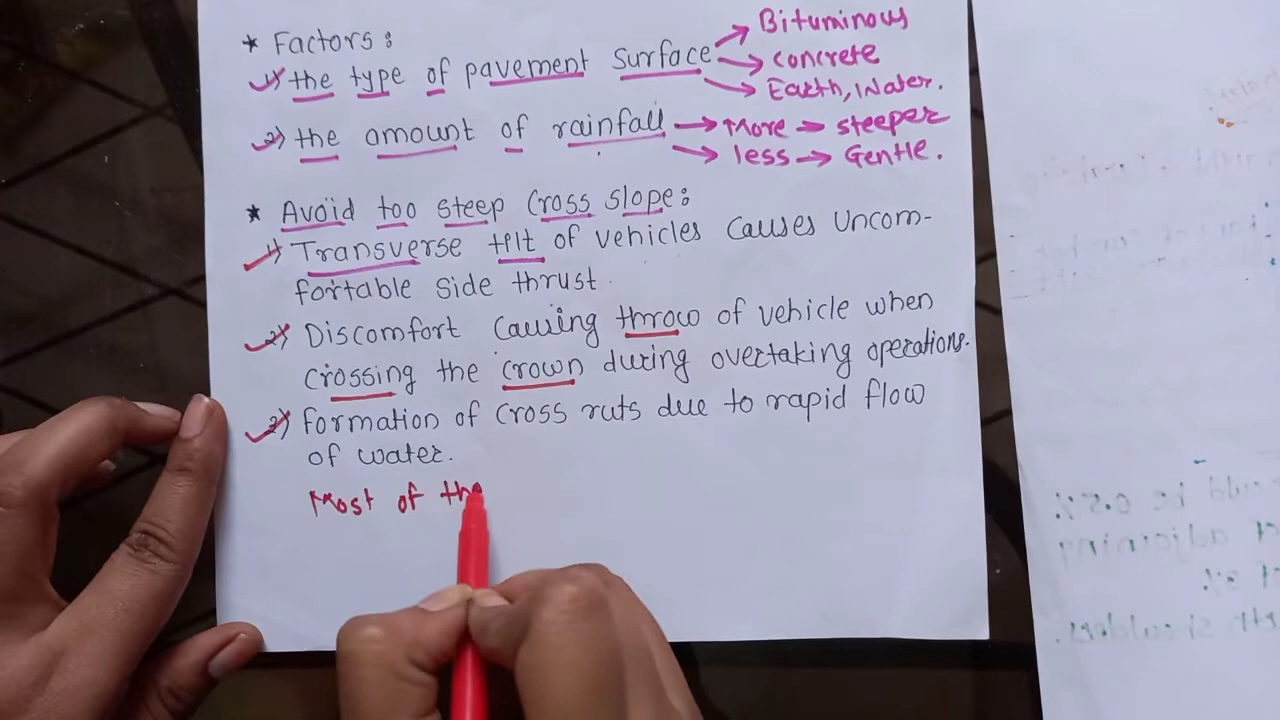 * Factors:
1) the type of pavement surface → Bituminous
→ concrete
→ Earth, Water.
2) the amount of rainfall → More → steeper
→ less → Gentle.
* Avoid too steep Cross Slope:
1) Transverse tilt of vehicles causes Uncom-
fortable side thrust.
2) Discomfort causing throw of vehicle when
crossing the crown during overtaking operations.
3) Formation of cross ruts due to rapid flow
of water.
Most of the